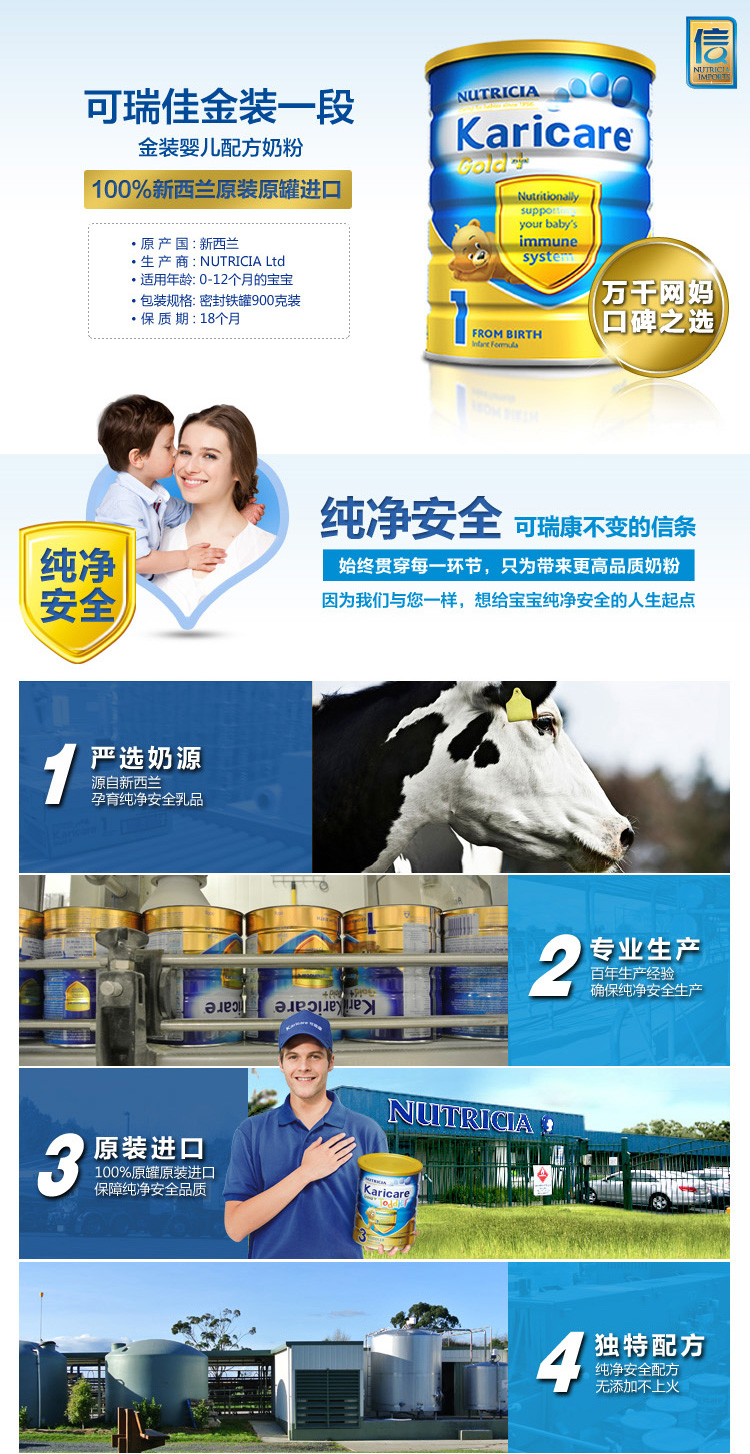 信
NUTRICIA
IMPORTS
可瑞佳金装一段
金装婴儿配方奶粉
100%新西兰原装原罐进口
• 原 产 国 : 新西兰
• 生 产 商 : NUTRICIA Ltd
• 适用年龄: 0-12个月的宝宝
• 包装规格: 密封铁罐900克装
• 保 质 期 : 18个月
NUTRICIA
Karicare
Gold+
Nutritionally
supporting
your baby's
immune
system
1
FROM BIRTH
Infant Formula
万千网妈
口碑之选
纯净
安全
纯净安全 可瑞康不变的信条
始终贯穿每一环节，只为带来更高品质奶粉
因为我们与您一样，想给宝宝纯净安全的人生起点
1 严选奶源
源自新西兰
孕育纯净安全乳品
Karicare
Karicare
Karicare
2 专业生产
百年生产经验
确保纯净安全生产
3 原装进口
100%原罐原装进口
保障纯净安全品质
Karicare
NUTRICIA
Karicare
Toddler
3
NUTRICIA
4 独特配方
纯净安全配方
无添加不上火